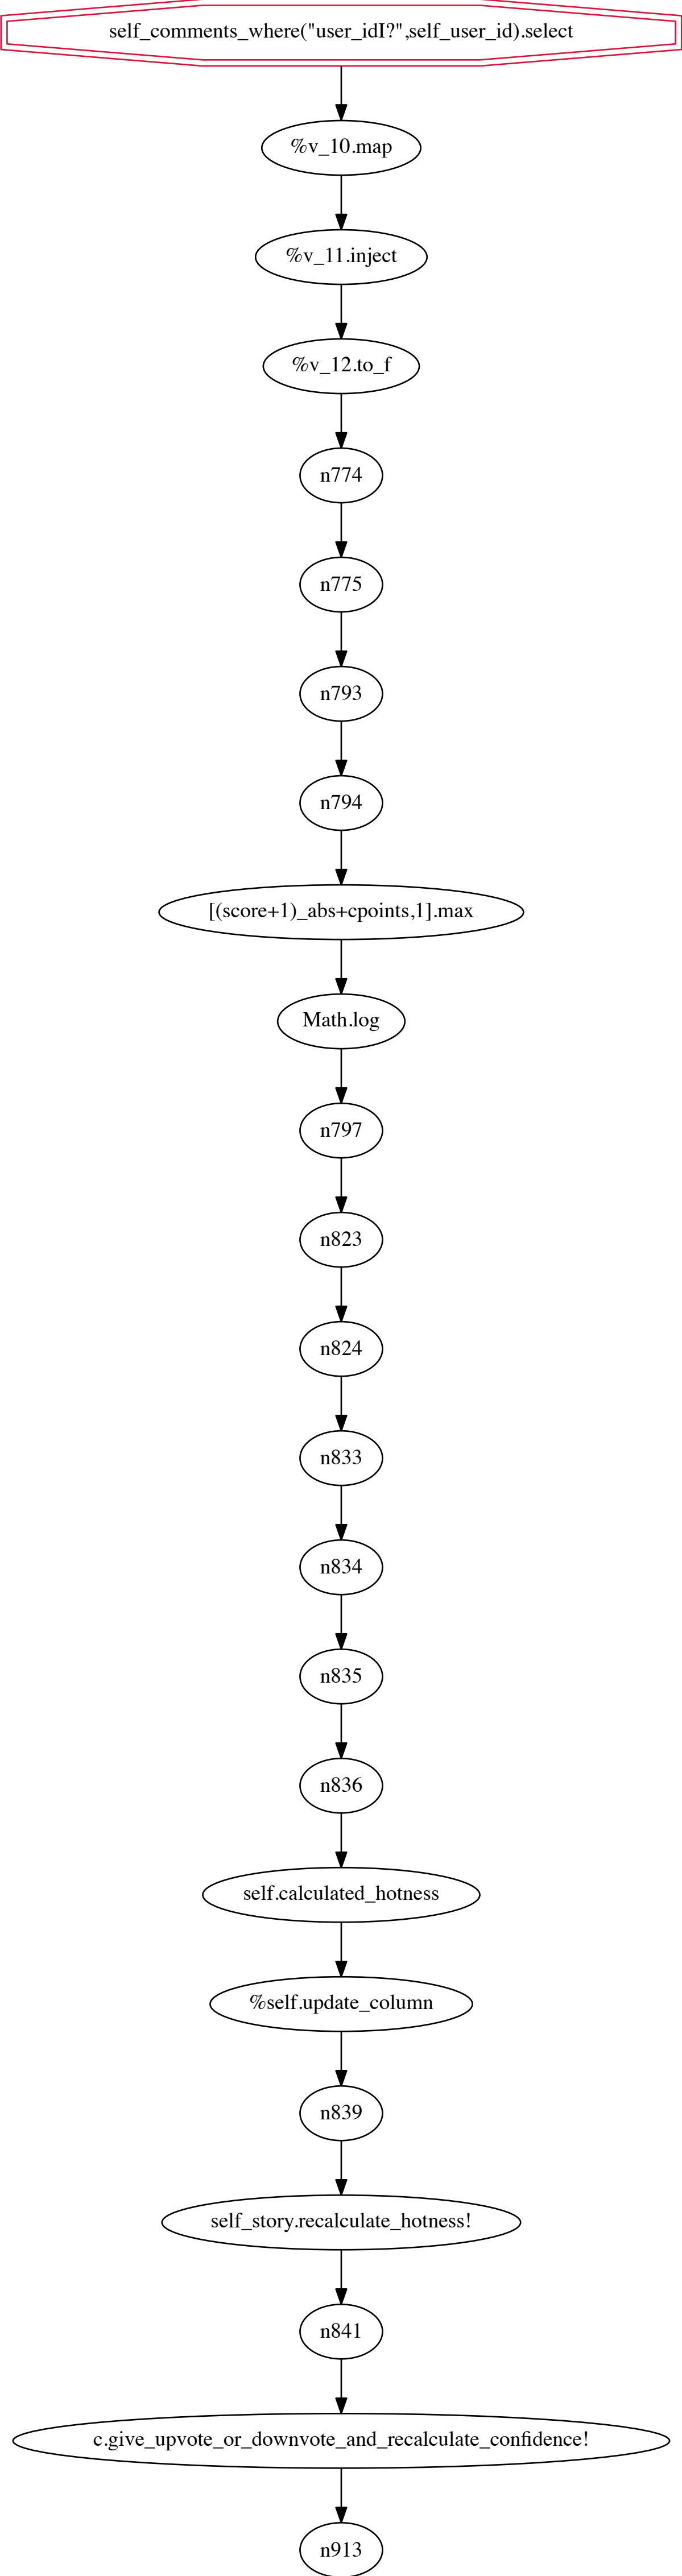 self_comments_where("user_idI?",self_user_id).select
%v_10.map
%v_11.inject
%v_12.to_f
n774
n775
n793
n794
[(score+1)_abs+cpoints,1].max
Math.log
n797
n823
n824
n833
n834
n835
n836
self.calculated_hotness
%self.update_column
n839
self_story.recalculate_hotness!
n841
c.give_upvote_or_downvote_and_recalculate_confidence!
n913